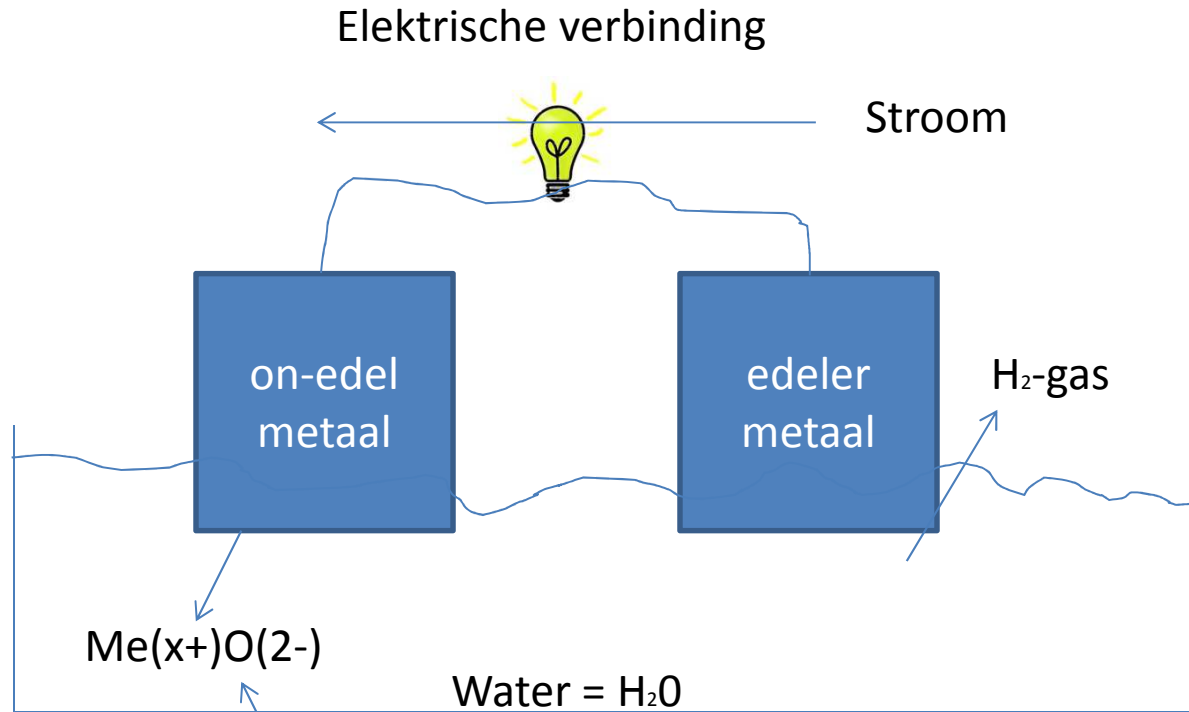 Elektrische verbinding
Stroom
on-edel
metaal
edeler
metaal
H₂-gas
Me(x+)O(2-)
Water = H₂0